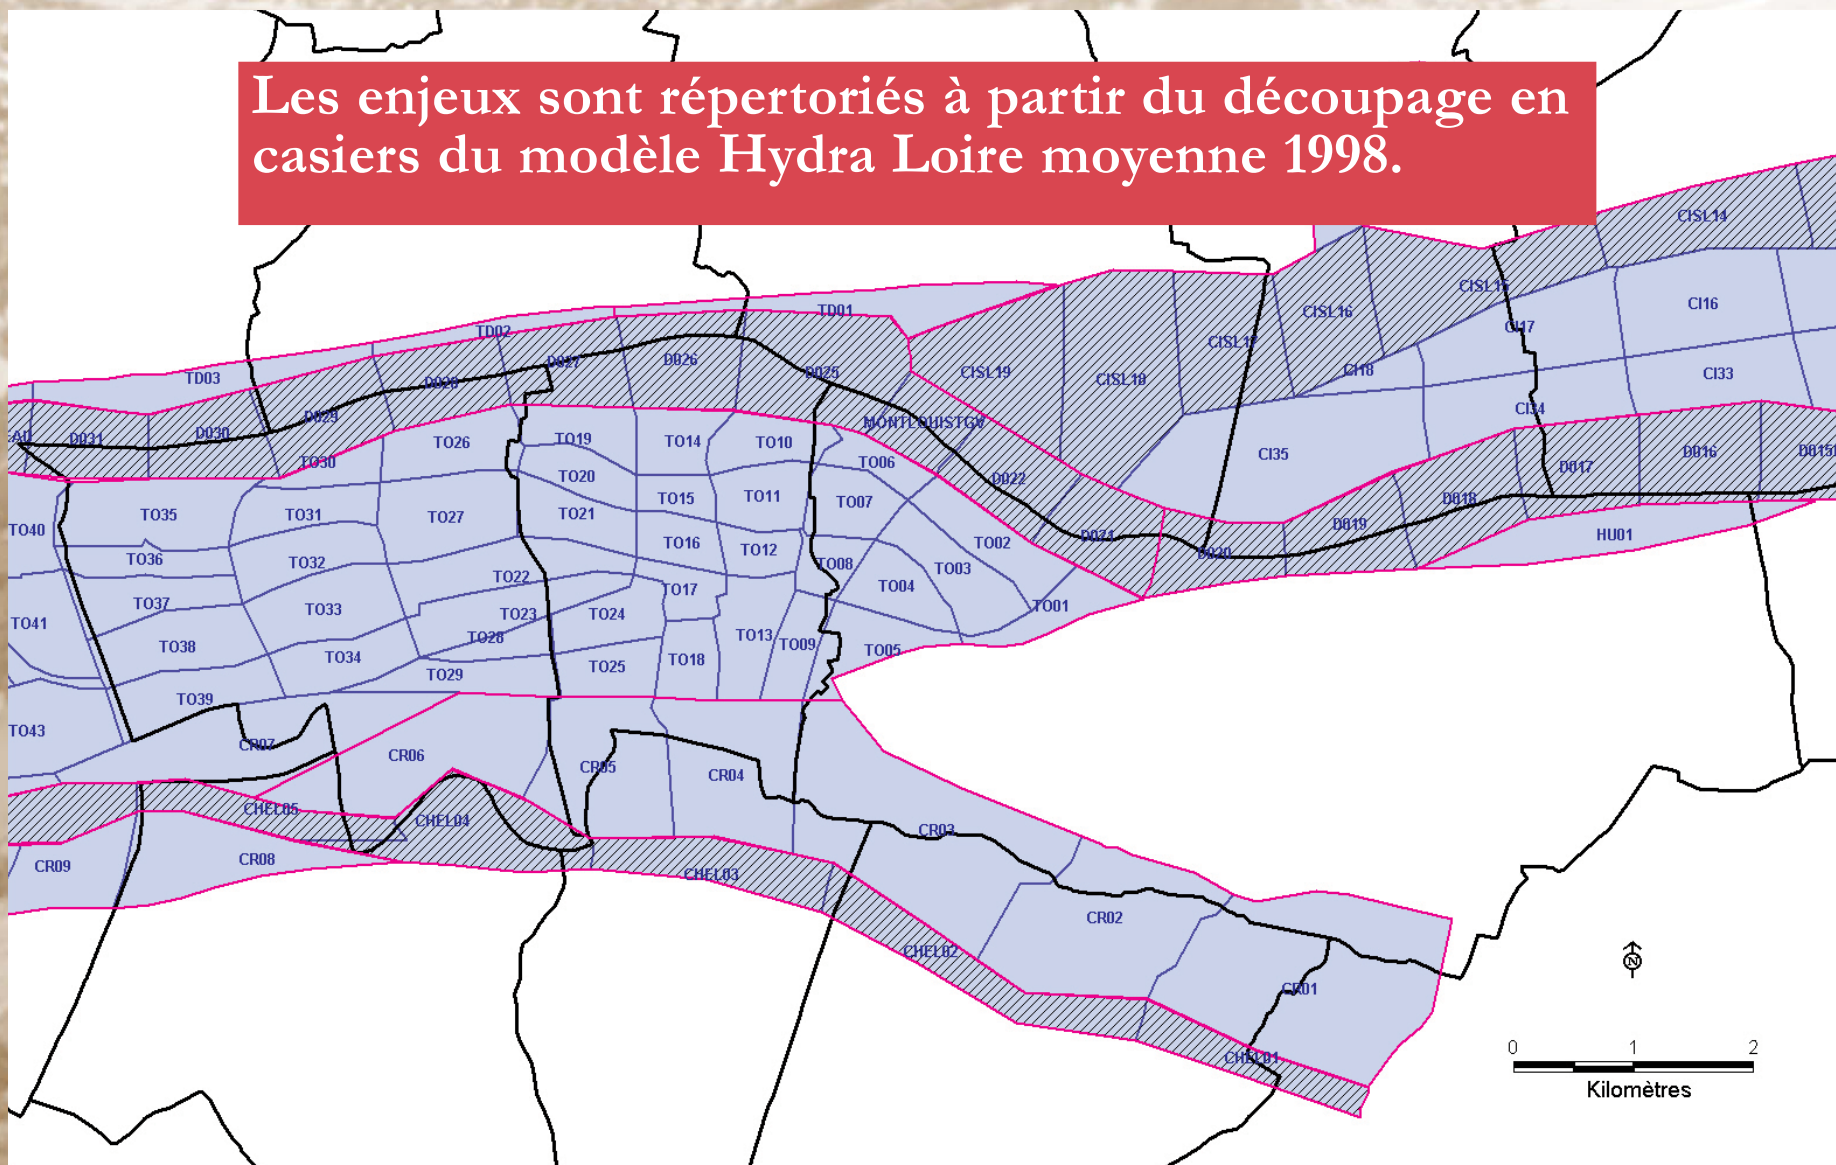 Les enjeux sont répertoriés à partir du découpage en
casiers du modèle Hydra Loire moyenne 1998.
CISL14
CISL15
CI16
CISL16
TD01
CI17
TD02
CISL17
D026
D027
CI18
CISL19
D025
CI33
TD03
CISL18
D028
CI34
D029
MONTLOUISTGV
D030
D031
TO19
TO14
TO10
TO26
D016
CI35
TO30
TO06
D017
TO20
D022
TO15
TO11
D018
TO07
TO35
TO31
TO27
TO21
D019
TO40
HU01
D021
TO16
TO02
TO12
D020
TO36
TO32
TO08
TO03
TO22
TO04
TO17
TO37
TO33
TO01
TO23
TO24
TO41
TO28
TO13
TO09
TO38
TO05
TO34
TO18
TO25
TO29
TO39
TO43
CR07
CR06
CR05
CR04
CHEL05
CHEL04
CR03
CR08
CR09
CHEL03
CR02
CHEL02
N
CR01
CHEL01
0 1 2
Kilomètres